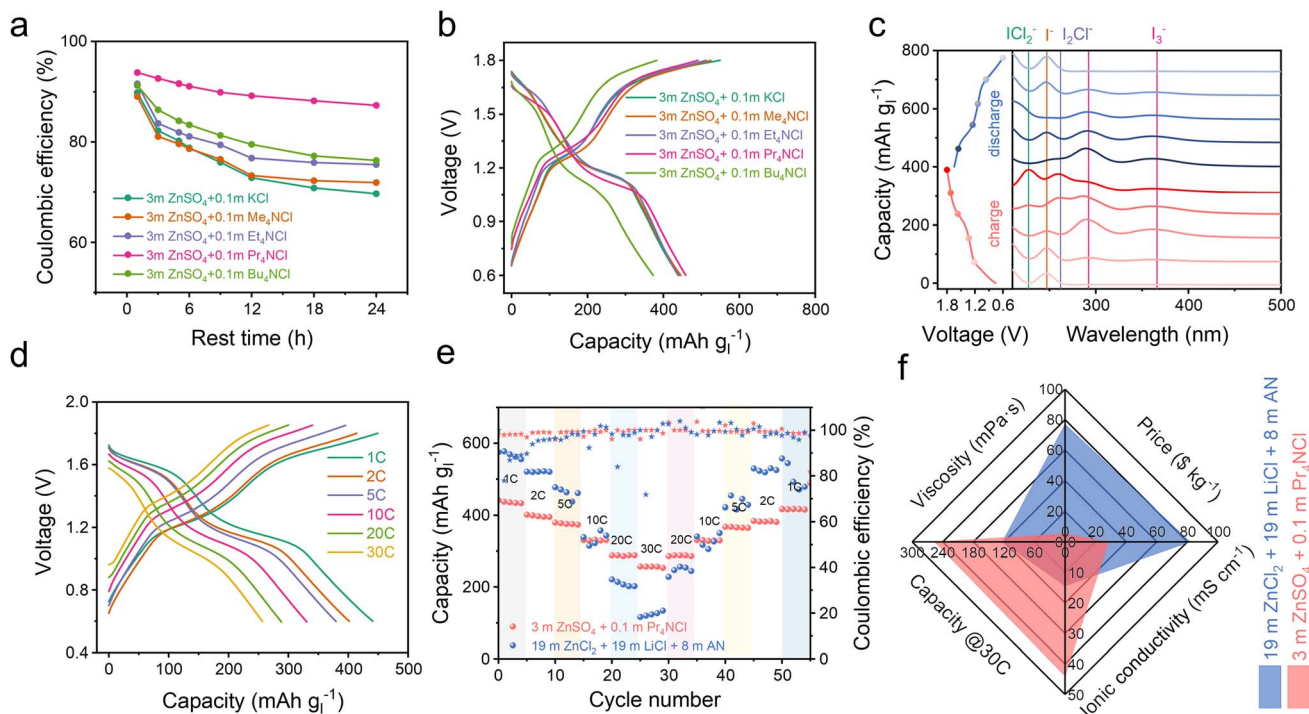 a
Coulombic efficiency (%)
100
80
60
3m ZnSO₄+0.1m KCl
3m ZnSO₄+0.1m Me₄NCl
3m ZnSO₄+0.1m Et₄NCl
3m ZnSO₄+0.1m Pr₄NCl
3m ZnSO₄+0.1m Bu₄NCl
0 6 12 18 24
Rest time (h)
b
Voltage (V)
1.8
1.5
1.2
0.9
0.6
3m ZnSO₄+ 0.1m KCl
3m ZnSO₄+ 0.1m Me₄NCl
3m ZnSO₄+ 0.1m Et₄NCl
3m ZnSO₄+ 0.1m Pr₄NCl
3m ZnSO₄+ 0.1m Bu₄NCl
0 200 400 600 800
Capacity (mAh gI⁻¹)
c
ICl₂⁻ I⁻ I₂Cl⁻ I₃⁻
Capacity (mAh g⁻¹)
800
600
400
200
0
discharge
charge
1.8 1.2 0.6
300 400 500
Voltage (V) Wavelength (nm)
d
Voltage (V)
2.0
1.6
1.2
0.8
0.4
1C
2C
5C
10C
20C
30C
0 100 200 300 400 500
Capacity (mAh gI⁻¹)
e
Capacity (mAh gI⁻¹)
600
400
200
0
1C 2C 5C 10C 20C 30C 20C 10C 5C 2C 1C
3 m ZnSO₄ + 0.1 m Pr₄NCl
19 m ZnCl₂ + 19 m LiCl + 8 m AN
100
80
60
40
20
0
Coulombic efficiency (%)
0 10 20 30 40 50
Cycle number
f
Viscosity (mPa·s)
Price ($ kg⁻¹)
Capacity @30C
Ionic conductivity (mS cm⁻¹)
100
80
60
40
20
0
300 240 180 120 60 0 0 20 40 60 80 100
0
10
20
30
40
50
19 m ZnCl₂ + 19 m LiCl + 8 m AN
3 m ZnSO₄ + 0.1 m Pr₄NCl